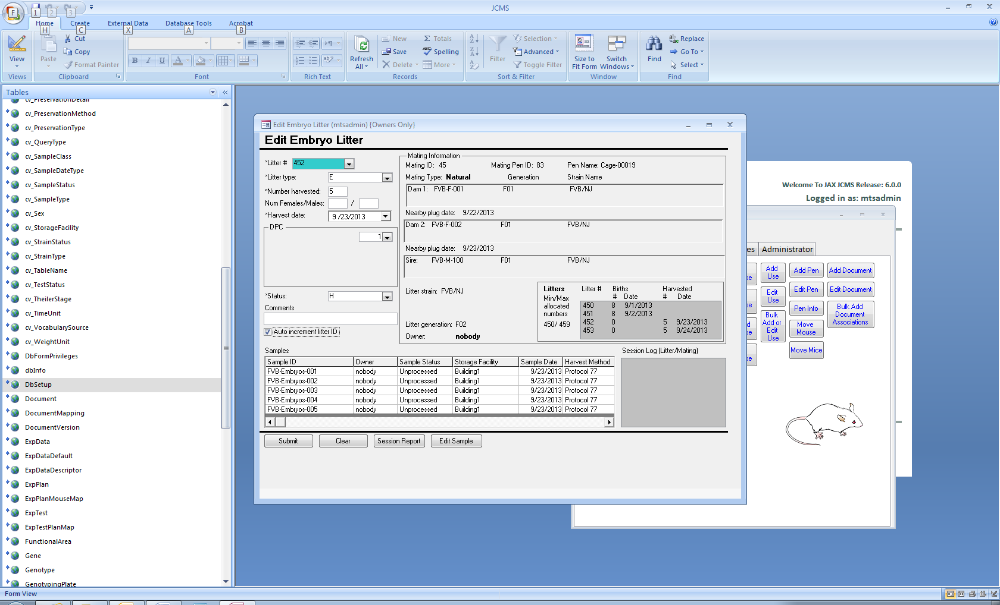 JCMS
F 1 2 3
Home Create External Data Database Tools Acrobat
H C X A B
View
Views
Paste
Cut
Copy
Format Painter
Clipboard
B I U A
Font
Rich Text
Refresh All
New
Save
Delete
Σ Totals
Spelling
More
Records
Filter
Selection
Advanced
Toggle Filter
Sort & Filter
Size to Fit Form
Switch Windows
Window
Find
Replace
Go To
Select
Find
Tables
cv_PreservationDetail
cv_PreservationMethod
cv_PreservationType
cv_QueryType
cv_SampleClass
cv_SampleDateType
cv_SampleStatus
cv_SampleType
cv_Sex
cv_StorageFacility
cv_StrainStatus
cv_StrainType
cv_TableName
cv_TestStatus
cv_TheilerStage
cv_TimeUnit
cv_VocabularySource
cv_WeightUnit
DbFormPrivileges
dbInfo
DbSetup
Document
DocumentMapping
DocumentVersion
ExpData
ExpDataDefault
ExpDataDescriptor
ExpPlan
ExpPlanMouseMap
ExpTest
ExpTestPlanMap
FunctionalArea
Gene
Genotype
GenotypingPlate
Edit Embryo Litter (mtsadmin) {Owners Only}
Edit Embryo Litter
*Litter # 452
*Litter type: E
*Number harvested: 5
Num Females/Males: /
*Harvest date: 9 /23/2013
DPC
1
*Status: H
Comments
Auto increment litter ID
Mating Information
Mating ID: 45 Mating Pen ID: 83 Pen Name: Cage-00019
Mating Type: Natural Generation Strain Name
Dam 1: FVB-F-001 F01 FVB/NJ
Nearby plug date: 9/22/2013
Dam 2: FVB-F-002 F01 FVB/NJ
Nearby plug date: 9/23/2013
Sire: FVB-M-100 F01 FVB/NJ
Litter strain: FVB/NJ
Litter generation: F02
Owner: nobody
Litters
Min/Max
allocated
numbers
450/ 459
Litter # Births Harvested
# Date # Date
450 8 9/1/2013
451 8 9/2/2013
452 0 5 9/23/2013
453 0 5 9/24/2013
Samples
Sample ID Owner Sample Status Storage Facility Sample Date Harvest Method
FVB-Embryos-001 nobody Unprocessed Building1 9/23/2013 Protocol 77
FVB-Embryos-002 nobody Unprocessed Building1 9/23/2013 Protocol 77
FVB-Embryos-003 nobody Unprocessed Building1 9/23/2013 Protocol 77
FVB-Embryos-004 nobody Unprocessed Building1 9/23/2013 Protocol 77
FVB-Embryos-005 nobody Unprocessed Building1 9/23/2013 Protocol 77
Session Log (Litter/Mating)
Submit Clear Session Report Edit Sample
Welcome To JAX JCMS Release: 6.0.0
Logged in as: mtsadmin
es Administrator
Add Use
Edit Use
Bulk Add or Edit Use
Add Pen
Edit Pen
Pen Info
Move Mouse
Move Mice
Add Document
Edit Document
Bulk Add Document Associations
Form View